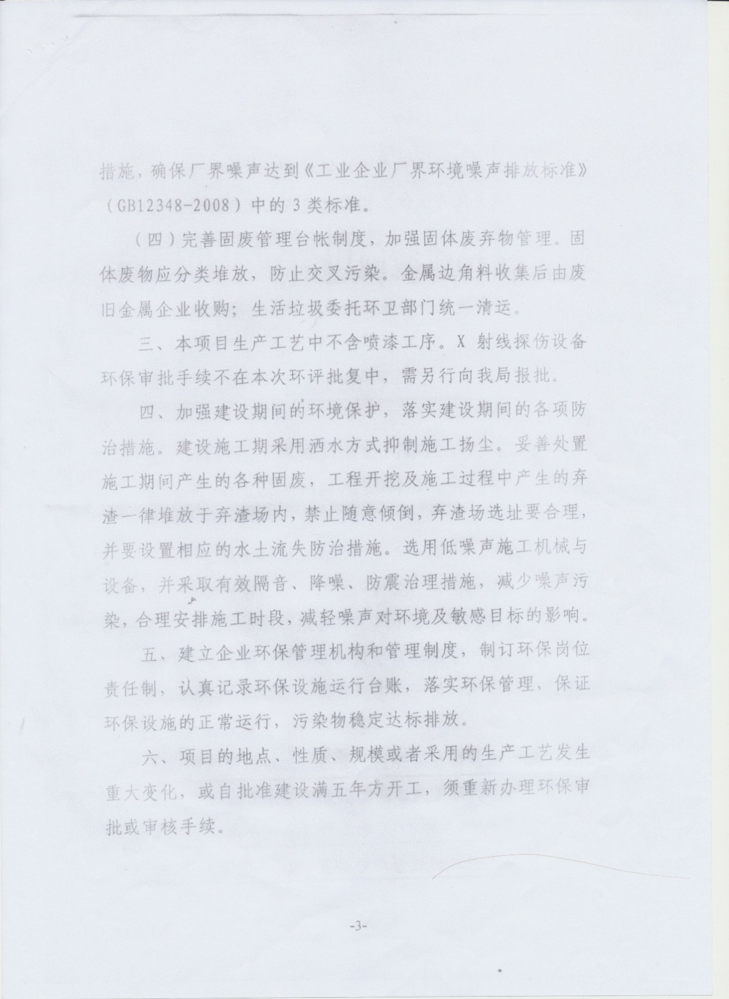 措施，确保厂界噪声达到《工业企业厂界环境噪声排放标准》
（GB12348-2008）中的 3 类标准。
（四）完善固废管理台帐制度，加强固体废弃物管理。固
体废物应分类堆放，防止交叉污染。金属边角料收集后由废
旧金属企业收购；生活垃圾委托环卫部门统一清运。
三、本项目生产工艺中不含喷漆工序。X 射线探伤设备
环保审批手续不在本次环评批复中，需另行向我局报批。
四、加强建设期间的环境保护，落实建设期间的各项防
治措施。建设施工期采用洒水方式抑制施工扬尘。妥善处置
施工期间产生的各种固废，工程开挖及施工过程中产生的弃
渣一律堆放于弃渣场内，禁止随意倾倒，弃渣场选址要合理，
并要设置相应的水土流失防治措施。选用低噪声施工机械与
设备，并采取有效隔音、降噪、防震治理措施，减少噪声污
染，合理安排施工时段，减轻噪声对环境及敏感目标的影响。
五、建立企业环保管理机构和管理制度，制订环保岗位
责任制，认真记录环保设施运行台账，落实环保管理，保证
环保设施的正常运行，污染物稳定达标排放。
六、项目的地点、性质、规模或者采用的生产工艺发生
重大变化，或自批准建设满五年方开工，须重新办理环保审
批或审核手续。
-3-